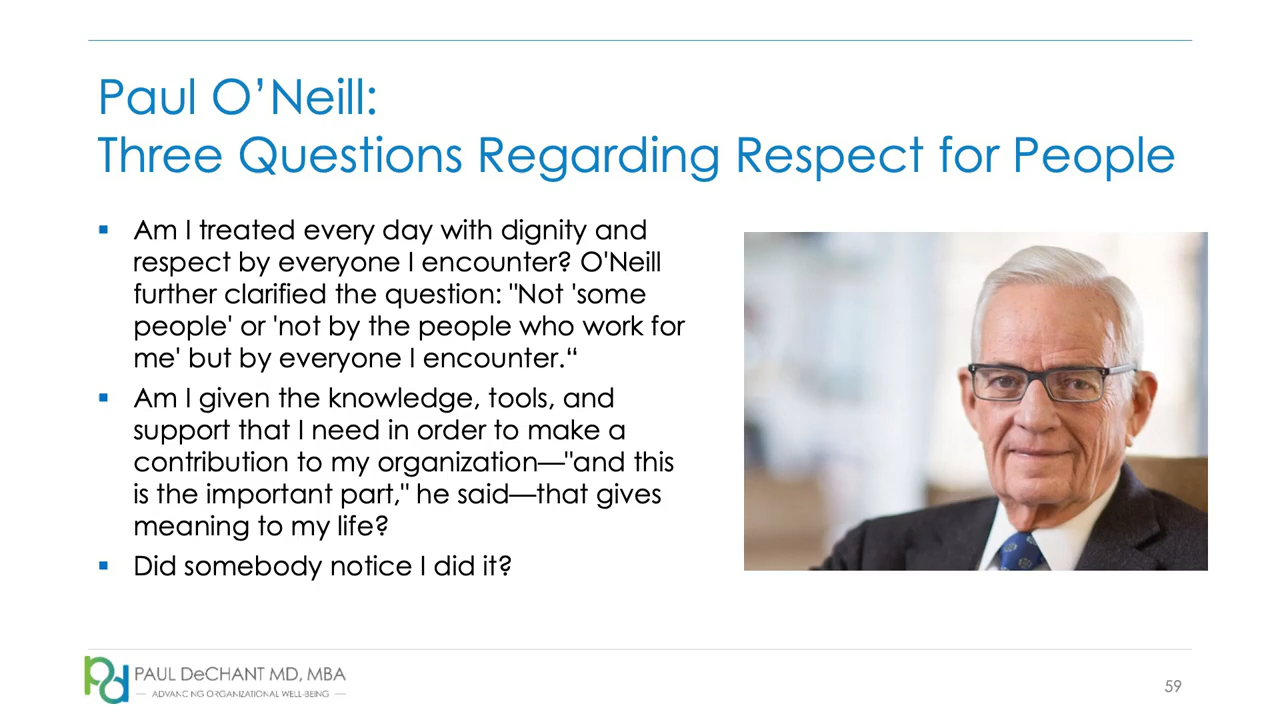 Paul O’Neill:
Three Questions Regarding Respect for People
▪ Am I treated every day with dignity and
respect by everyone I encounter? O'Neill
further clarified the question: "Not 'some
people' or 'not by the people who work for
me' but by everyone I encounter.“
▪ Am I given the knowledge, tools, and
support that I need in order to make a
contribution to my organization—"and this
is the important part," he said—that gives
meaning to my life?
▪ Did somebody notice I did it?
pd PAUL DeCHANT MD, MBA
— ADVANCING ORGANIZATIONAL WELL-BEING —
59